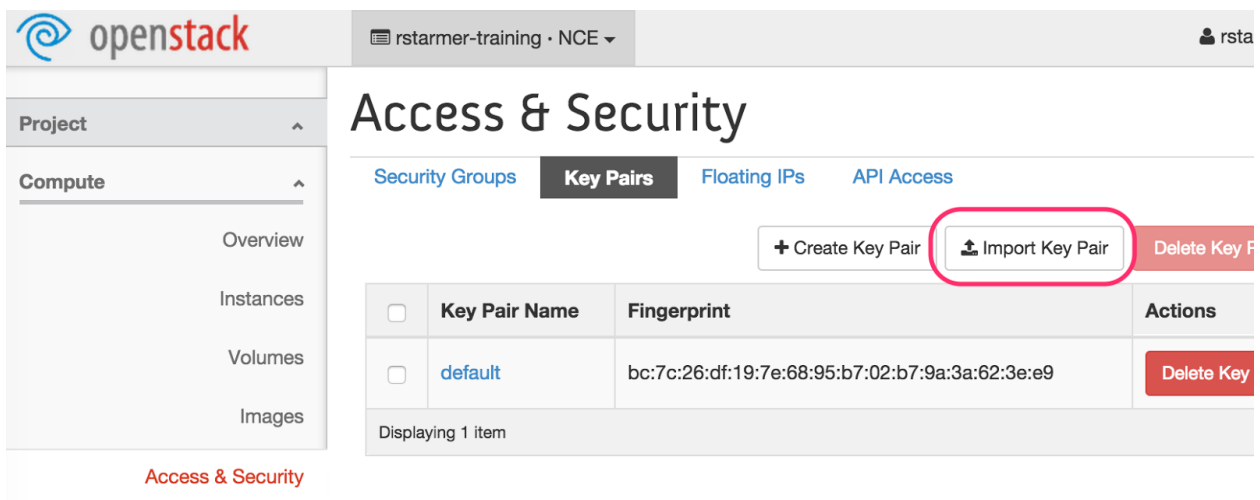 openstack
rstarmer-training · NCE
rsta
Project
Compute
Overview
Instances
Volumes
Images
Access & Security
Access & Security
Security Groups Key Pairs Floating IPs API Access
+ Create Key Pair Import Key Pair Delete Key P
Key Pair Name Fingerprint Actions
default bc:7c:26:df:19:7e:68:95:b7:02:b7:9a:3a:62:3e:e9 Delete Key
Displaying 1 item